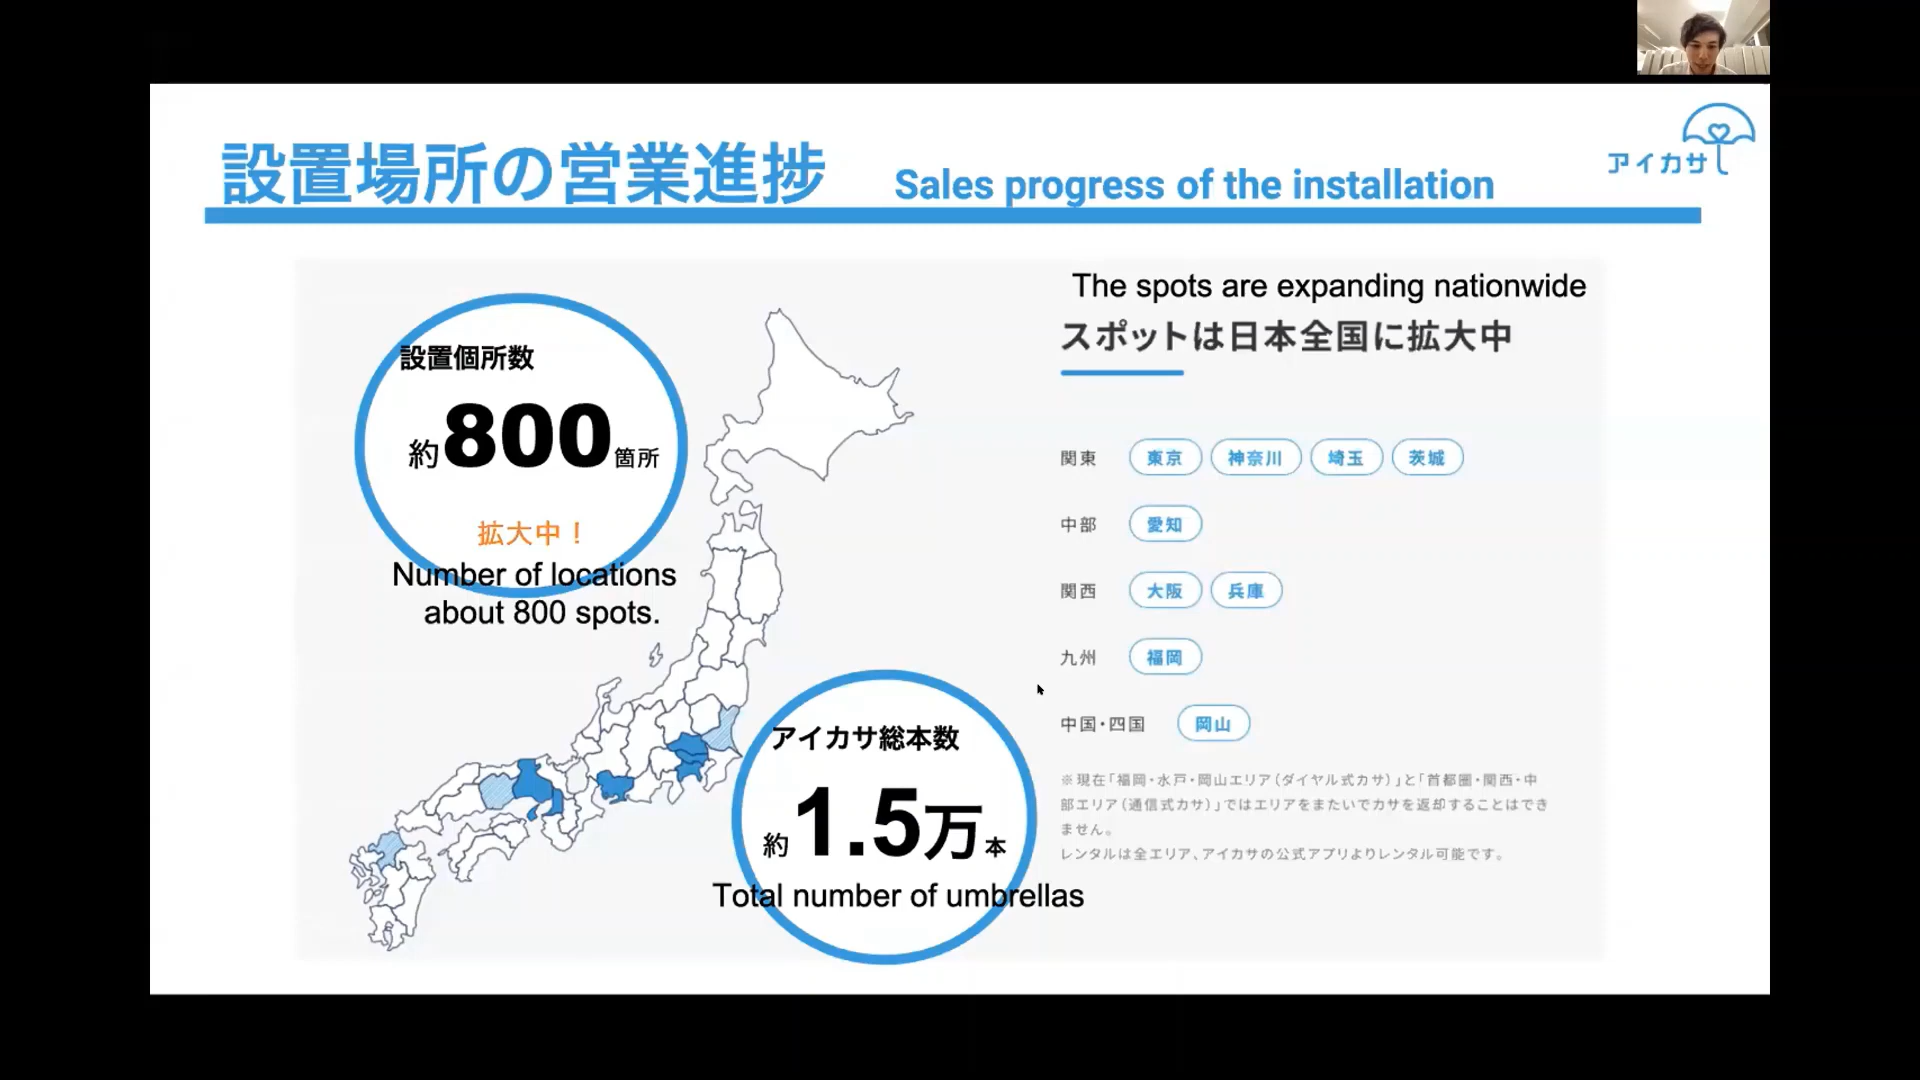 設置場所の営業進捗 Sales progress of the installation
アイカサ
設置個所数
約800箇所
拡大中！
Number of locations
about 800 spots.
アイカサ総本数
約1.5万本
Total number of umbrellas
The spots are expanding nationwide
スポットは日本全国に拡大中
関東 東京 神奈川 埼玉 茨城
中部 愛知
関西 大阪 兵庫
九州 福岡
中国・四国 岡山
※現在「福岡・水戸・岡山エリア（ダイヤル式カサ）」と「首都圏・関西・中
部エリア（通信式カサ）」ではエリアをまたいでカサを返却することはでき
ません。
レンタルは全エリア、アイカサの公式アプリよりレンタル可能です。